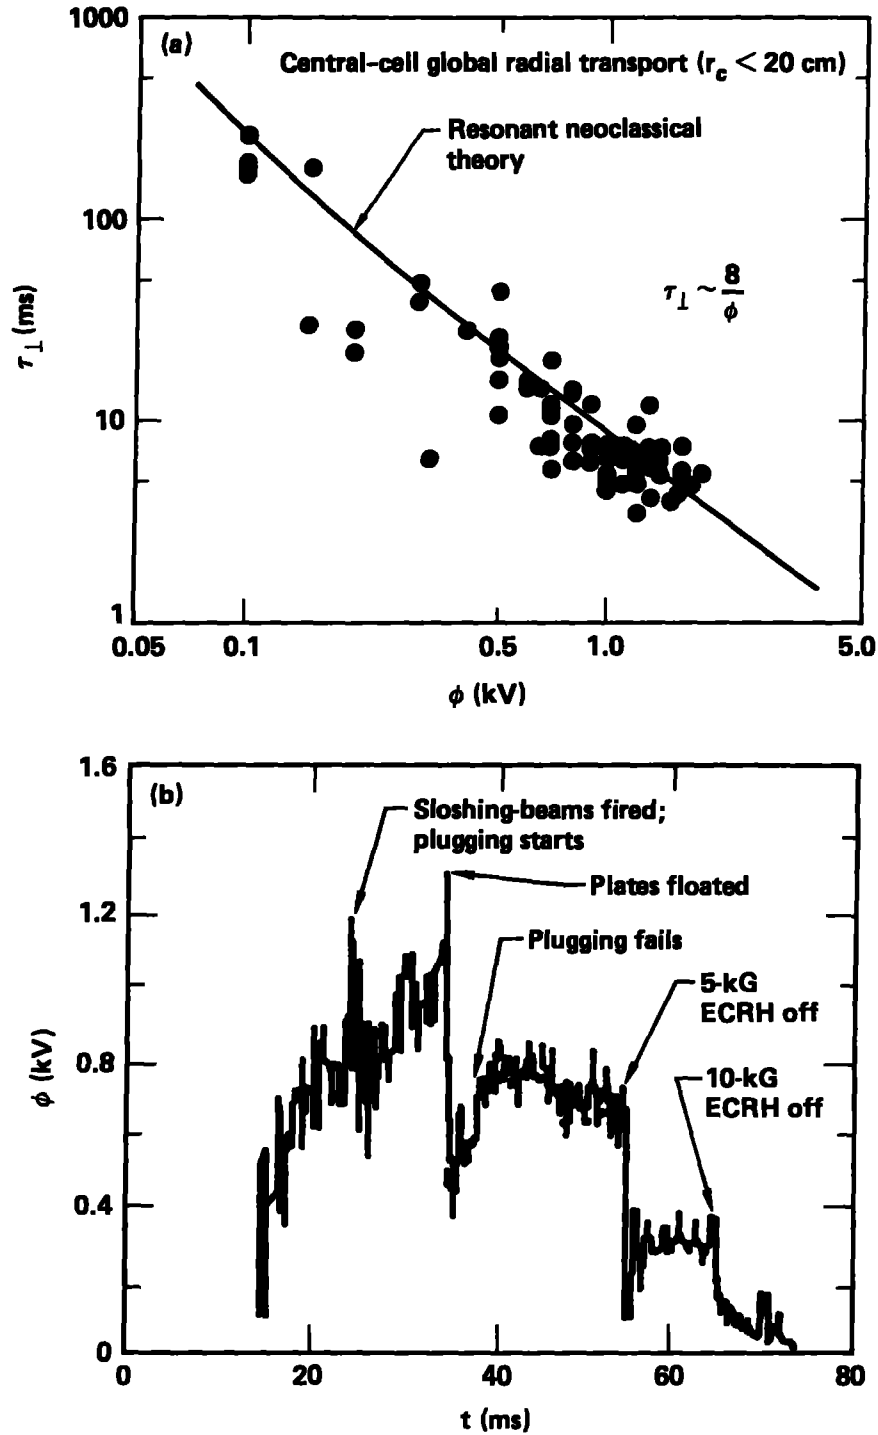 1000
(a)
Central-cell global radial transport (r_c < 20 cm)
Resonant neoclassical
theory
100
τ⊥ ~ 8/ϕ
τ⊥ (ms)
10
1
0.05 0.1 0.5 1.0 5.0
ϕ (kV)
1.6
(b)
Sloshing-beams fired;
plugging starts
Plates floated
1.2
Plugging fails
5-kG
ECRH off
ϕ (kV)
0.8
10-kG
ECRH off
0.4
0
0 20 40 60 80
t (ms)